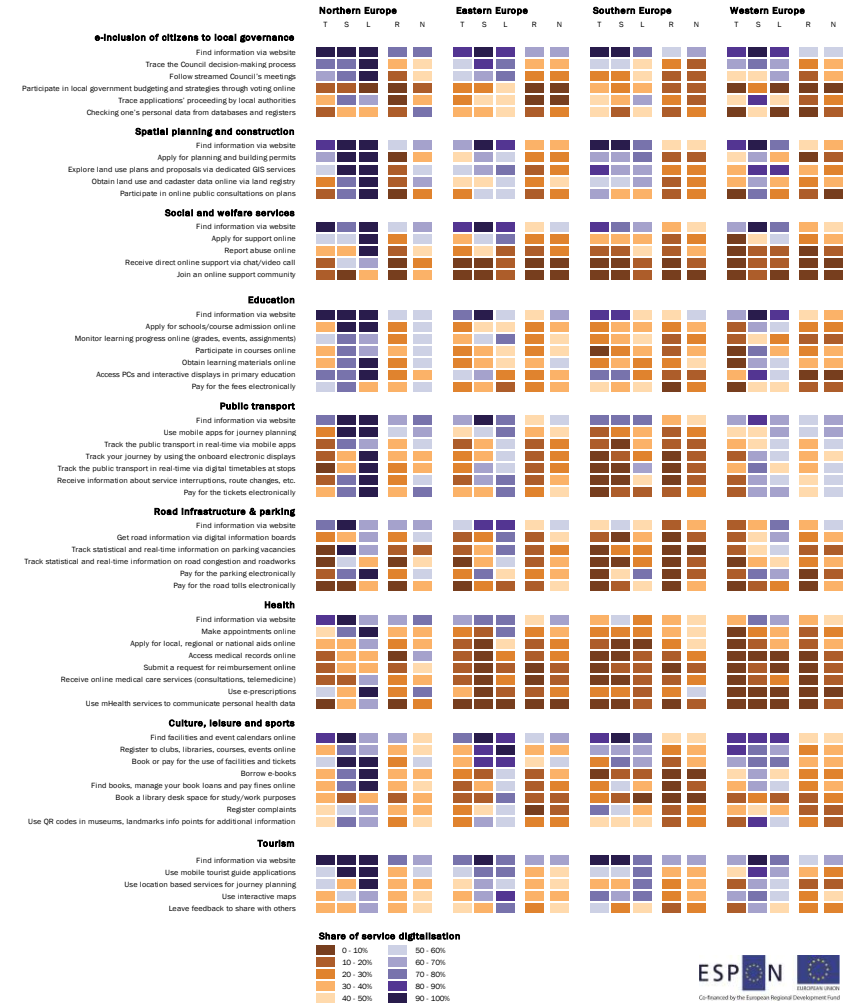 Northern Europe Eastern Europe Southern Europe Western Europe
T S L R N T S L R N T S L R N T S L R N
e-inclusion of citizens to local governance
Find information via website
Trace the Council decision-making process
Follow streamed Council's meetings
Participate in local government budgeting and strategies through voting online
Trace applications' proceeding by local authorities
Checking one's personal data from databases and registers
Spatial planning and construction
Find information via website
Apply for planning and building permits
Explore land use plans and proposals via dedicated GIS services
Obtain land use and cadaster data online via land registry
Participate in online public consultations on plans
Social and welfare services
Find information via website
Apply for support online
Report abuse online
Receive direct online support via chat/video call
Join an online support community
Education
Find information via website
Apply for schools/course admission online
Monitor learning progress online (grades, events, assignments)
Participate in courses online
Obtain learning materials online
Access PCs and interactive displays in primary education
Pay for the fees electronically
Public transport
Find information via website
Use mobile apps for journey planning
Track the public transport in real-time via mobile apps
Track your journey by using the onboard electronic displays
Track the public transport in real-time via digital timetables at stops
Receive information about service interruptions, route changes, etc.
Pay for the tickets electronically
Road infrastructure & parking
Find information via website
Get road information via digital information boards
Track statistical and real-time information on parking vacancies
Track statistical and real-time information on road congestion and roadworks
Pay for the parking electronically
Pay for the road tolls electronically
Health
Find information via website
Make appointments online
Apply for local, regional or national aids online
Access medical records online
Submit a request for reimbursement online
Receive online medical care services (consultations, telemedicine)
Use e-prescriptions
Use mHealth services to communicate personal health data
Culture, leisure and sports
Find facilities and event calendars online
Register to clubs, libraries, courses, events online
Book or pay for the use of facilities and tickets
Borrow e-books
Find books, manage your book loans and pay fines online
Book a library desk space for study/work purposes
Register complaints
Use QR codes in museums, landmarks info points for additional information
Tourism
Find information via website
Use mobile tourist guide applications
Use location based services for journey planning
Use interactive maps
Leave feedback to share with others
Share of service digitalisation
0 - 10% 50 - 60%
10 - 20% 60 - 70%
20 - 30% 70 - 80%
30 - 40% 80 - 90%
40 - 50% 90 - 100%
ESPON
EUROPEAN UNION
Co-financed by the European Regional Development Fund